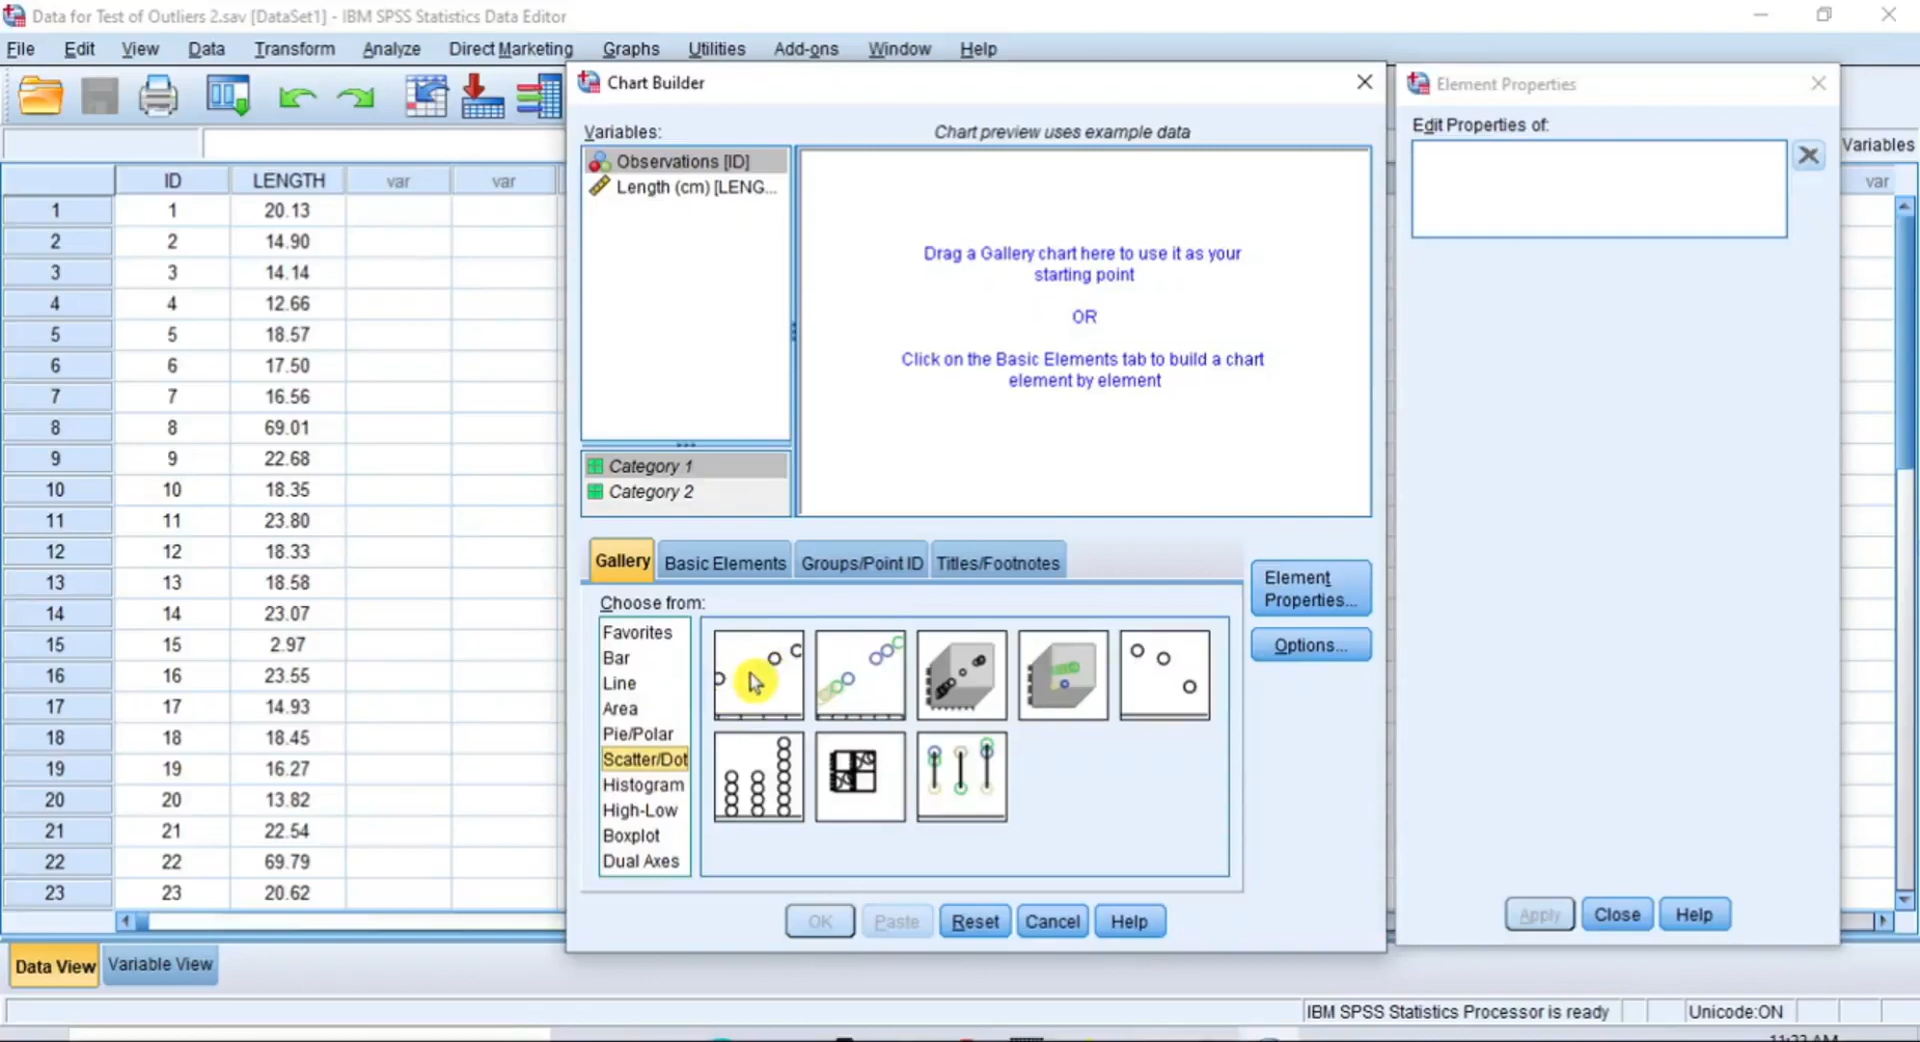 Data for Test of Outliers 2.sav [DataSet1] - IBM SPSS Statistics Data Editor
File Edit View Data Transform Analyze Direct Marketing Graphs Utilities Add-ons Window Help
Chart Builder
Element Properties
Variables:
Chart preview uses example data
Edit Properties of:
Variables
Observations [ID]
Length (cm) [LENG...
ID LENGTH var var
var
1 1 20.13
2 2 14.90
3 3 14.14
4 4 12.66
5 5 18.57
6 6 17.50
7 7 16.56
8 8 69.01
9 9 22.68
10 10 18.35
11 11 23.80
12 12 18.33
13 13 18.58
14 14 23.07
15 15 2.97
16 16 23.55
17 17 14.93
18 18 18.45
19 19 16.27
20 20 13.82
21 21 22.54
22 22 69.79
23 23 20.62
Drag a Gallery chart here to use it as your
starting point
OR
Click on the Basic Elements tab to build a chart
element by element
Category 1
Category 2
Gallery Basic Elements Groups/Point ID Titles/Footnotes
Element
Properties...
Options...
Choose from:
Favorites
Bar
Line
Area
Pie/Polar
Scatter/Dot
Histogram
High-Low
Boxplot
Dual Axes
OK Paste Reset Cancel Help
Apply Close Help
Data View Variable View
IBM SPSS Statistics Processor is ready
Unicode:ON